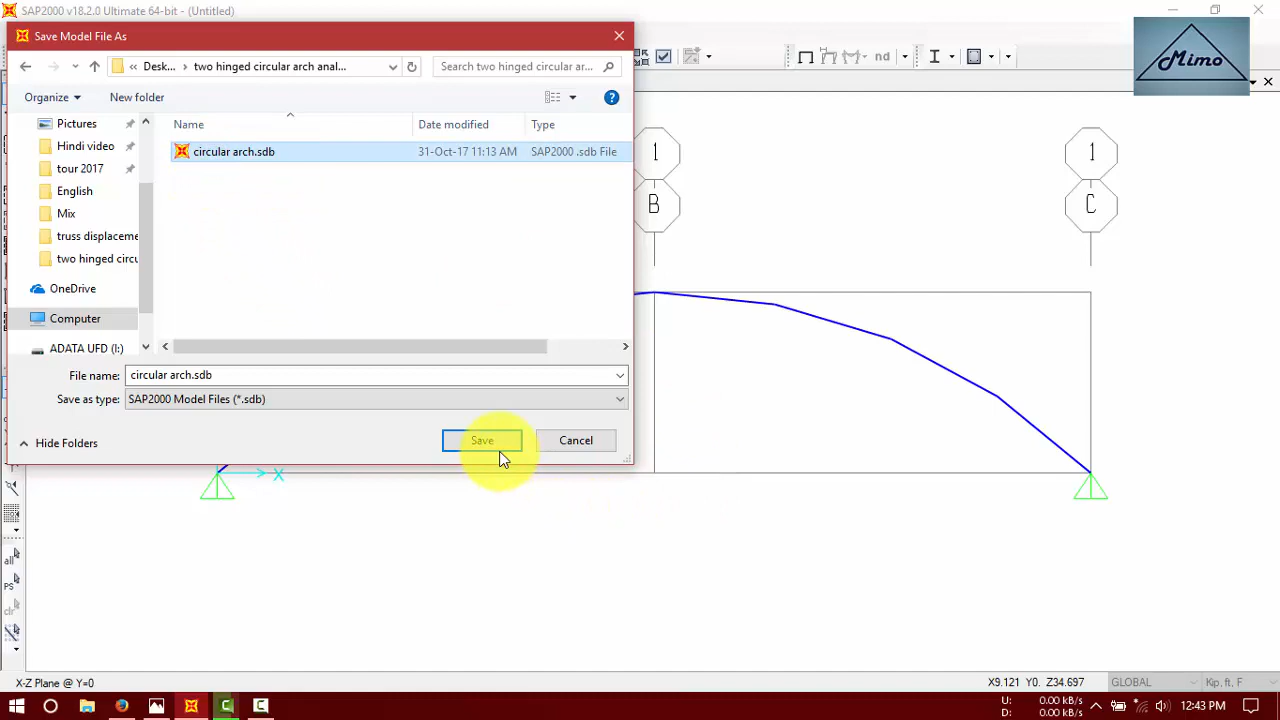 SAP2000 v18.2.0 Ultimate 64-bit - (Untitled)
Save Model File As
Mimo
« Desk... › two hinged circular arch anal...
Search two hinged circular ar...
nd
Organize
New folder
Pictures
Hindi video
tour 2017
English
Mix
truss displaceme
two hinged circu
OneDrive
Computer
ADATA UFD (I:)
Name
Date modified
Type
circular arch.sdb
31-Oct-17 11:13 AM
SAP2000 .sdb File
File name:
circular arch.sdb
Save as type:
SAP2000 Model Files (*.sdb)
Hide Folders
Save
Cancel
1
B
1
C
X
all
PS
clr
X-Z Plane @ Y=0
X9.121 Y0. Z34.697
GLOBAL
Kip, ft, F
U: 0.00 kB/s
D: 0.00 kB/s
12:43 PM